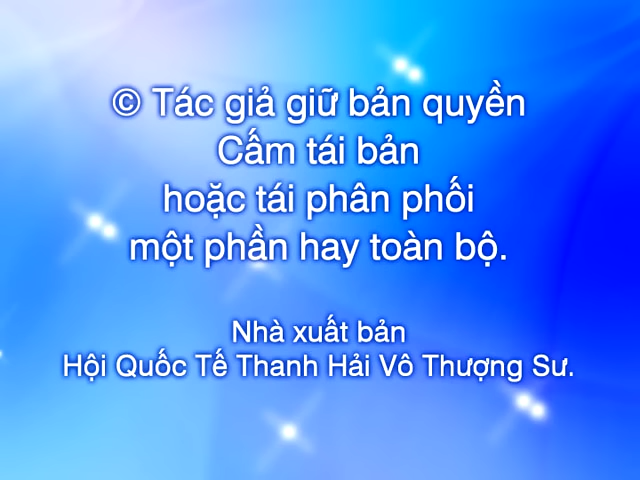 © Tác giả giữ bản quyền
Cấm tái bản
hoặc tái phân phối
một phần hay toàn bộ.
Nhà xuất bản
Hội Quốc Tế Thanh Hải Vô Thượng Sư.